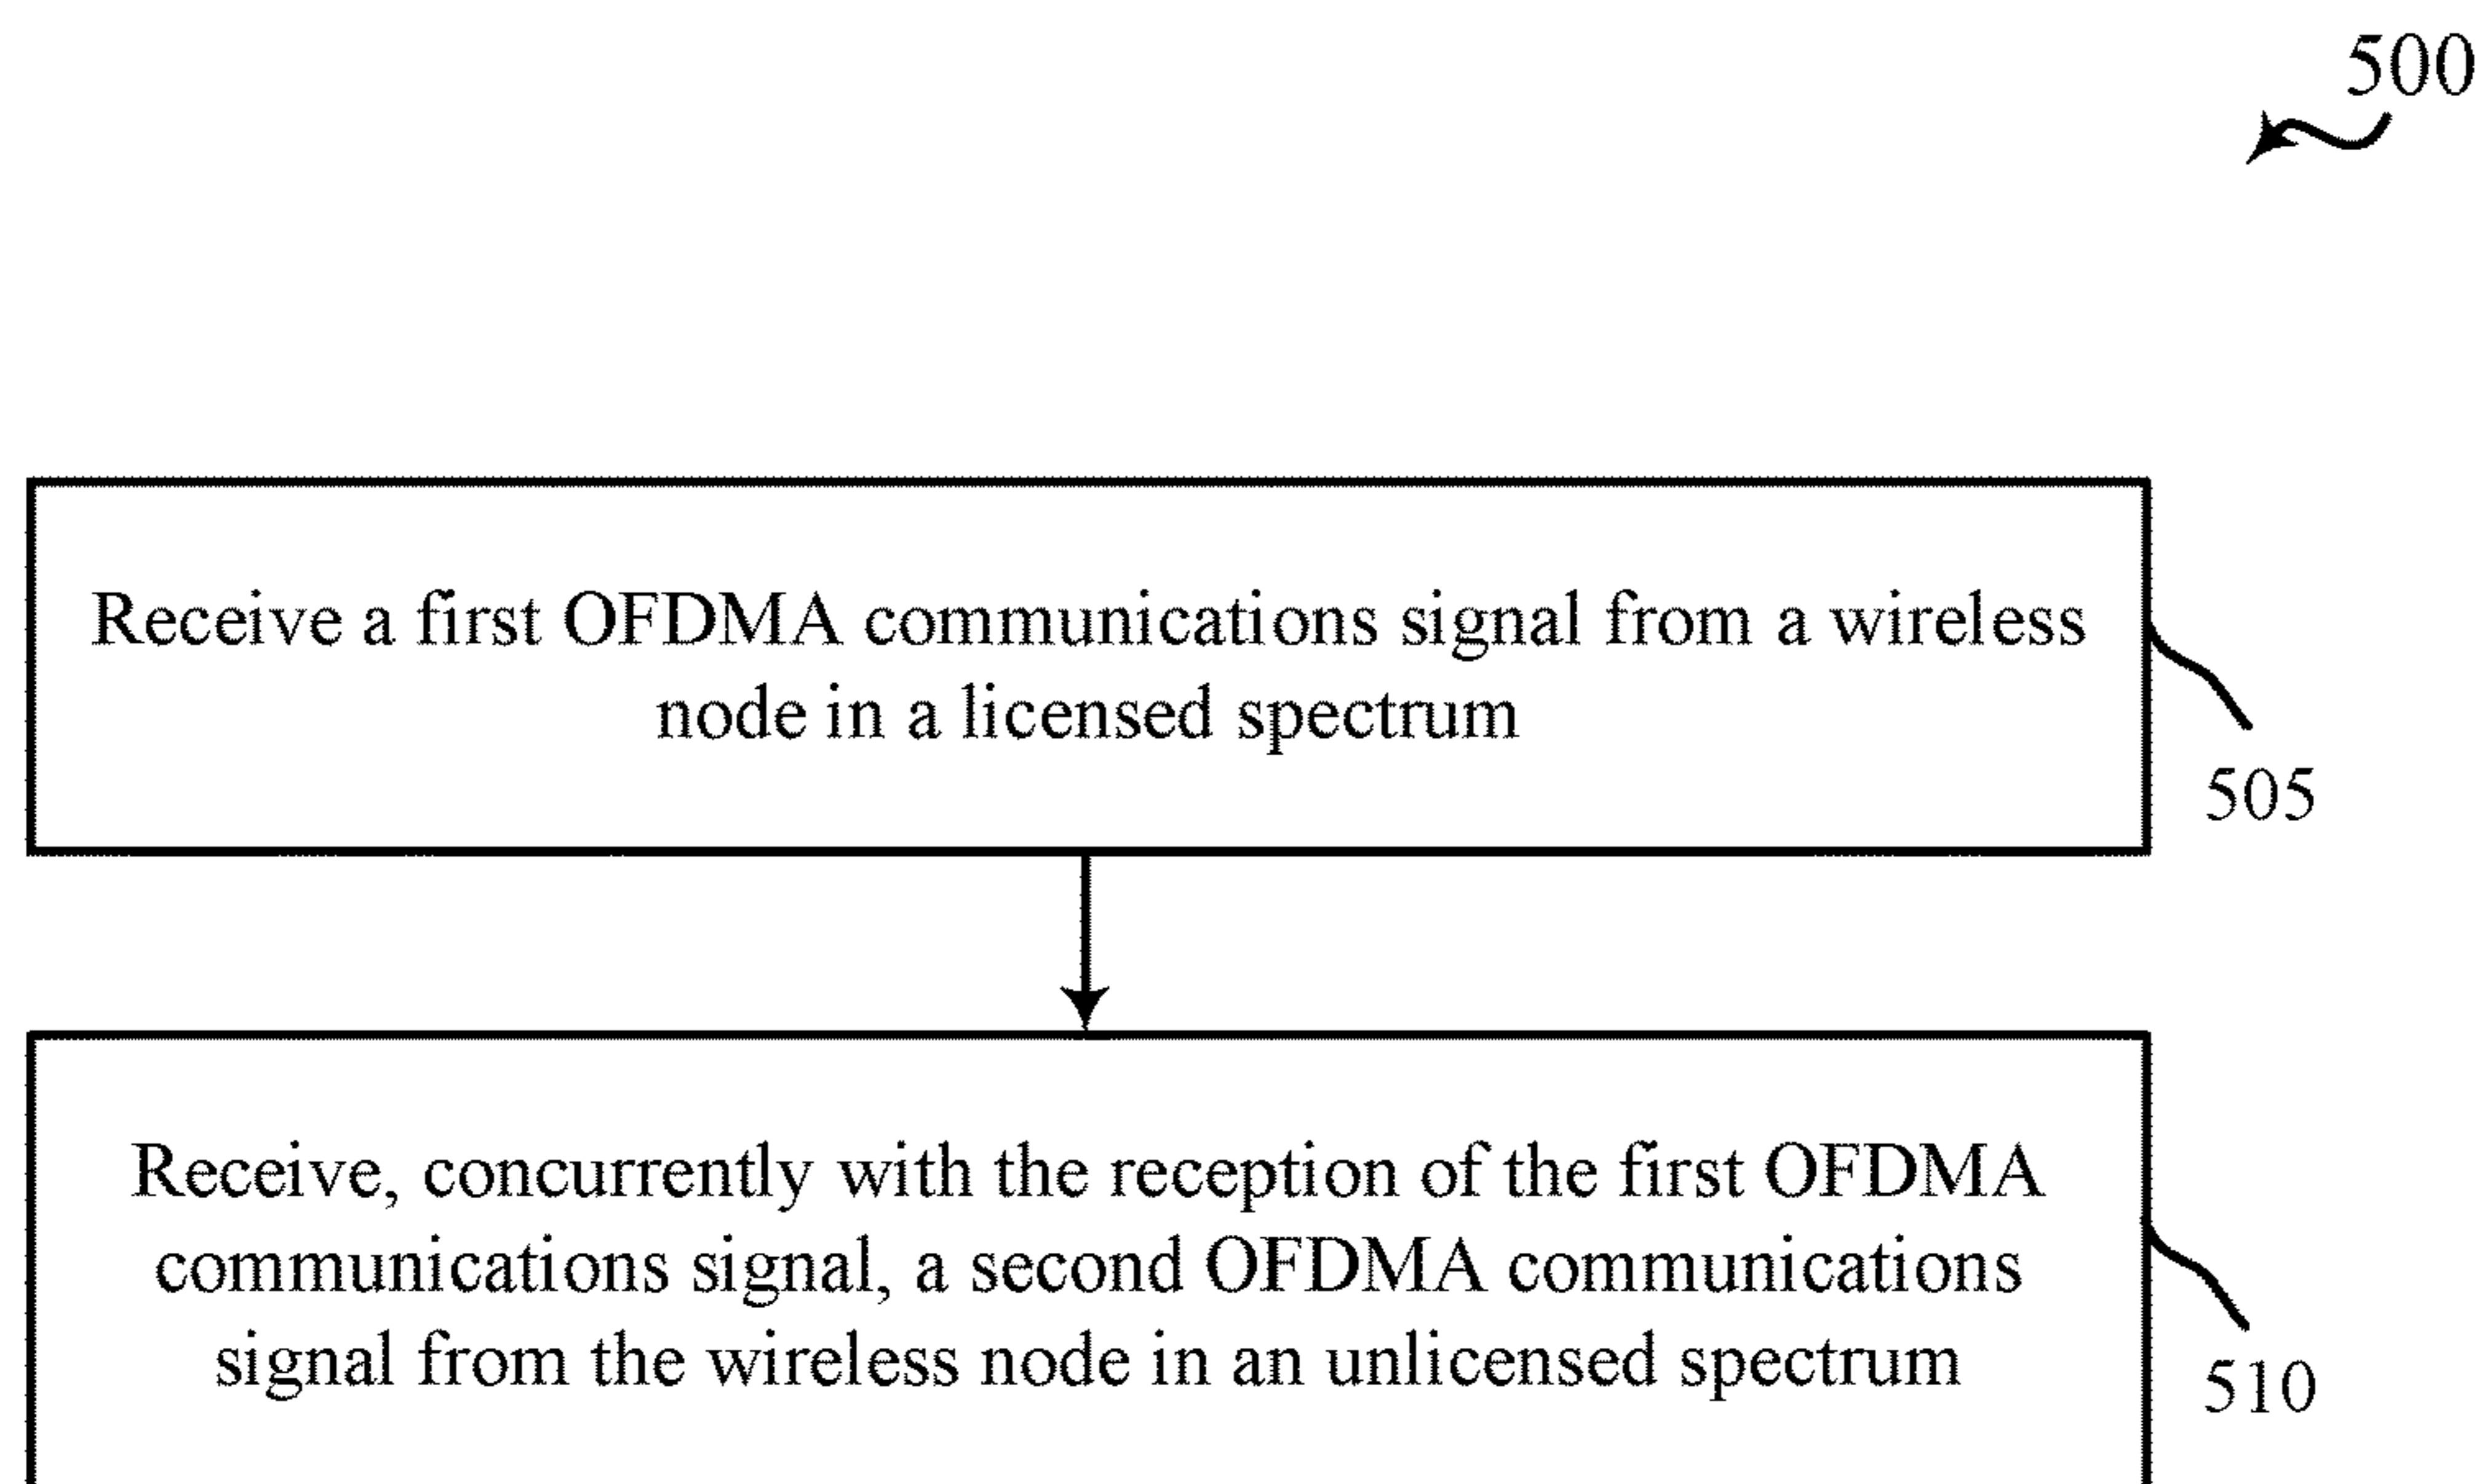 500
Receive a first OFDMA communications signal from a wireless
node in a licensed spectrum
505
Receive, concurrently with the reception of the first OFDMA
communications signal, a second OFDMA communications
signal from the wireless node in an unlicensed spectrum
510